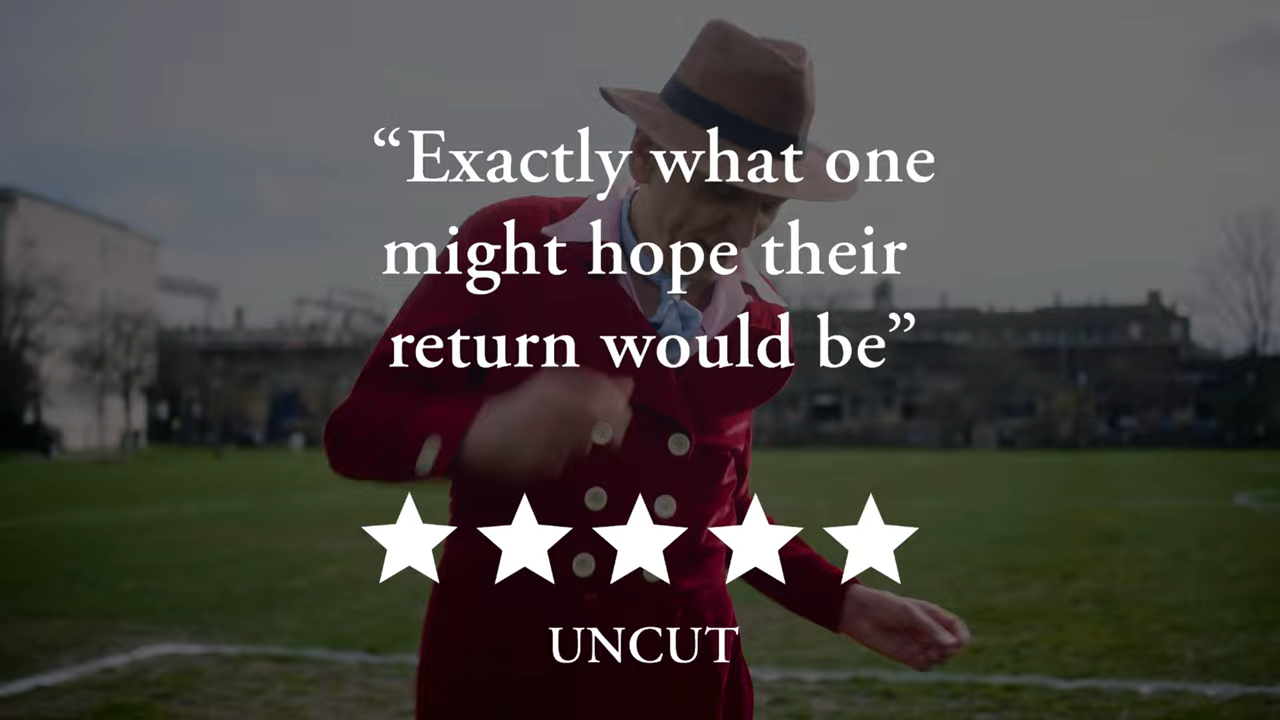 “Exactly what one
might hope their
return would be”
UNCUT